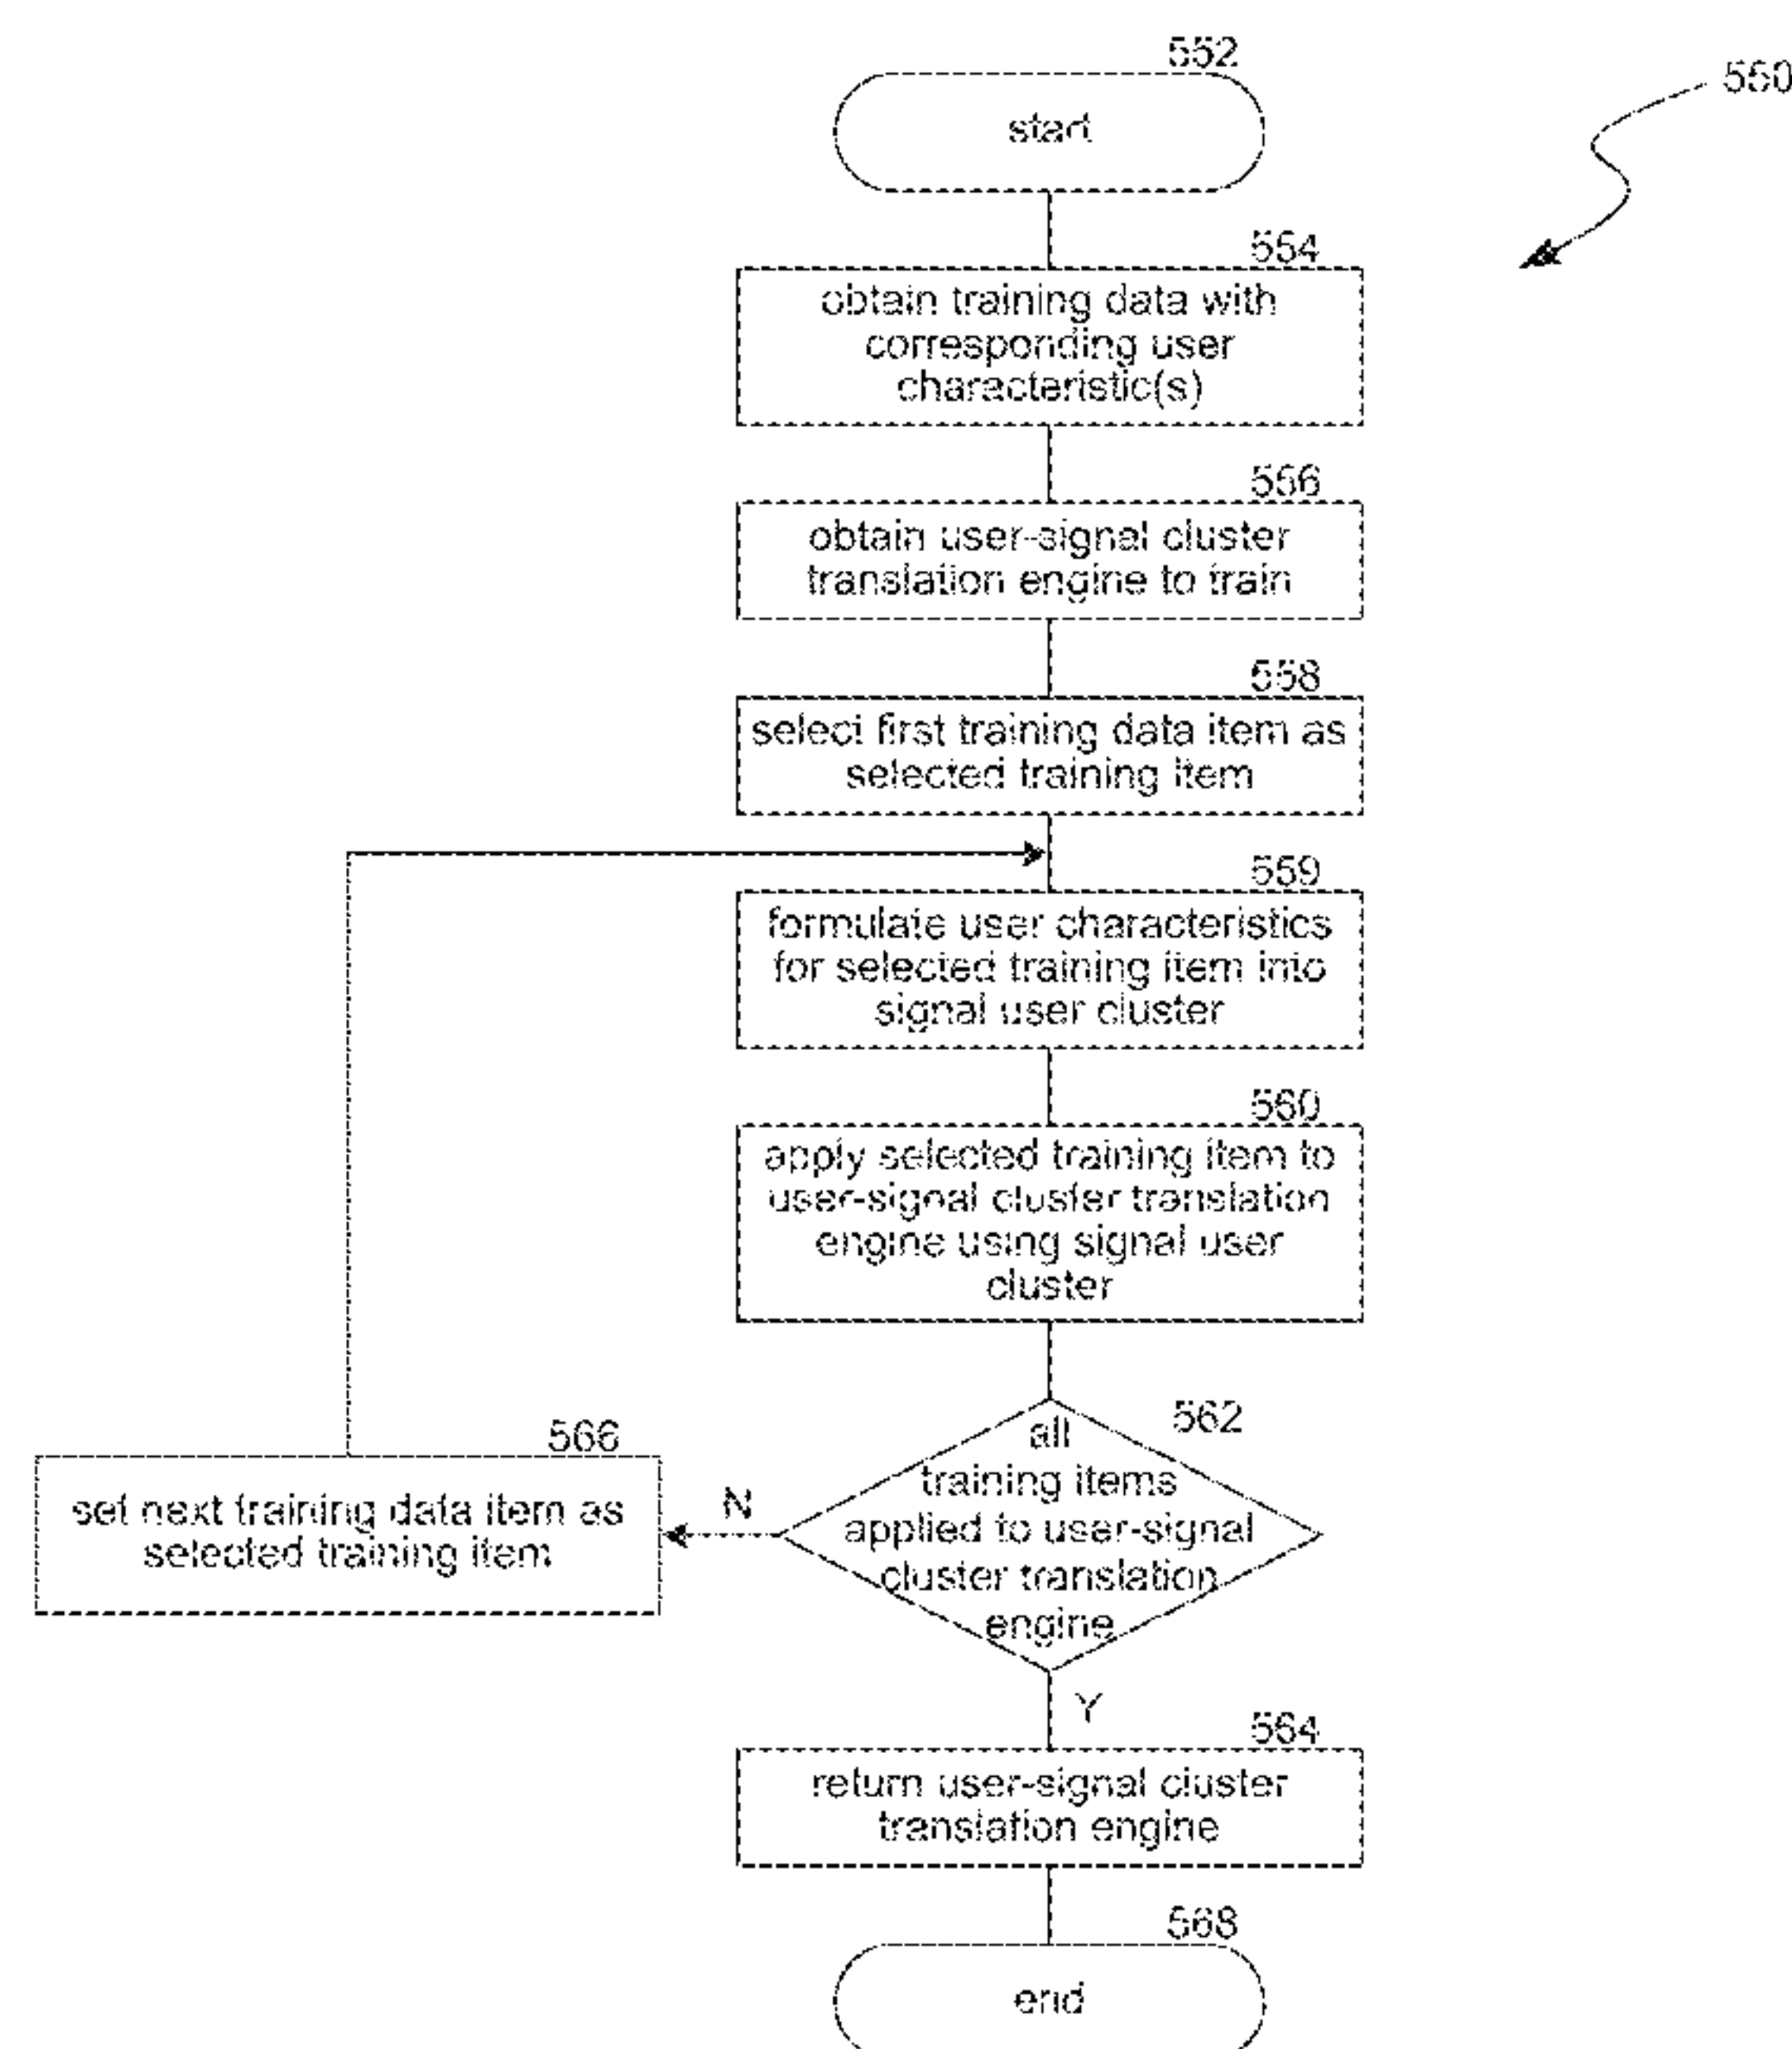 552
550
start
554
obtain training data with
corresponding user
characteristic(s)
556
obtain user-signal cluster
translation engine to train
558
select first training data item as
selected training item
559
formulate user characteristics
for selected training item into
signal user cluster
560
apply selected training item to
user-signal cluster translation
engine using signal user
cluster
562
all
training items
applied to user-signal
cluster translation
engine
566
set next training data item as
selected training item
N
Y
564
return user-signal cluster
translation engine
568
end